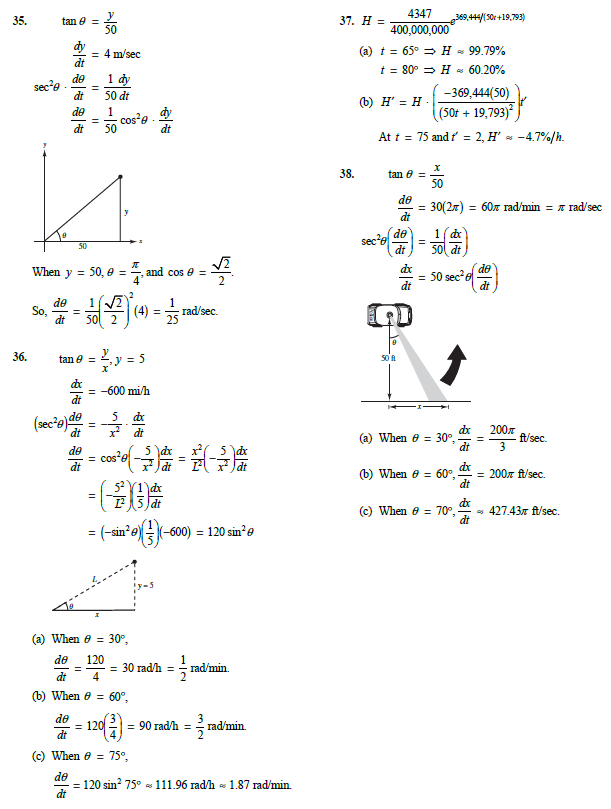 35. tan θ = y/50
dy/dt = 4 m/sec
sec²θ · dθ/dt = 1/50 dy/dt
dθ/dt = 1/50 cos²θ · dy/dt
y
y
θ
50
x
When y = 50, θ = π/4, and cos θ = √2/2.
So, dθ/dt = 1/50(√2/2)²(4) = 1/25 rad/sec.
36. tan θ = y/x, y = 5
dx/dt = −600 mi/h
(sec²θ)dθ/dt = −5/x² · dx/dt
dθ/dt = cos²θ(−5/x²)dx/dt = x²/L²(−5/x²)dx/dt
= (−5²/L²)(1/5)dx/dt
= (−sin²θ)(1/5)(−600) = 120 sin²θ
L
y = 5
θ
x
(a) When θ = 30°,
dθ/dt = 120/4 = 30 rad/h = 1/2 rad/min.
(b) When θ = 60°,
dθ/dt = 120(3/4) = 90 rad/h = 3/2 rad/min.
(c) When θ = 75°,
dθ/dt = 120 sin² 75° ≈ 111.96 rad/h ≈ 1.87 rad/min.
37. H = 4347/400,000,000 e^369,444/(50t+19,793)
(a) t = 65° ⇒ H ≈ 99.79%
t = 80° ⇒ H ≈ 60.20%
(b) H′ = H · (−369,444(50)/(50t + 19,793)²)t′
At t = 75 and t′ = 2, H′ ≈ −4.7%/h.
38. tan θ = x/50
dθ/dt = 30(2π) = 60π rad/min = π rad/sec
sec²θ(dθ/dt) = 1/50(dx/dt)
dx/dt = 50 sec²θ(dθ/dt)
θ
50 ft
x
(a) When θ = 30°, dx/dt = 200π/3 ft/sec.
(b) When θ = 60°, dx/dt = 200π ft/sec.
(c) When θ = 70°, dx/dt ≈ 427.43π ft/sec.